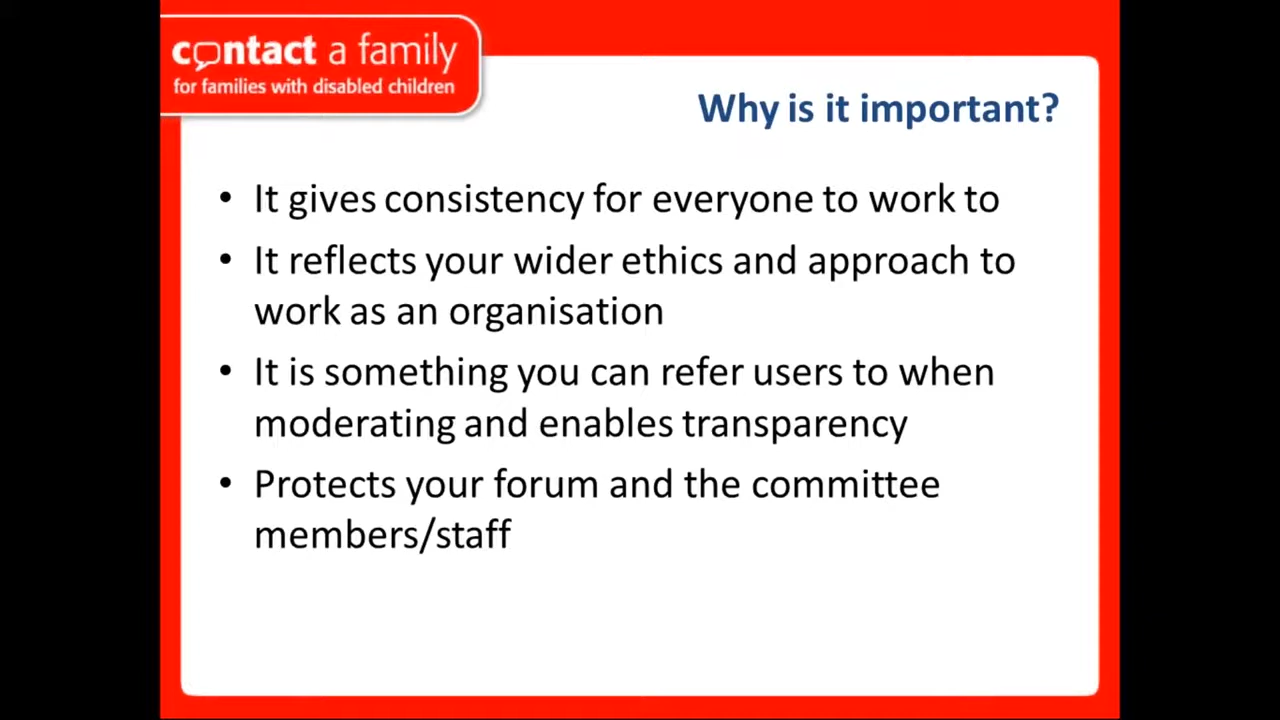 contact a family
for families with disabled children
Why is it important?
• It gives consistency for everyone to work to
• It reflects your wider ethics and approach to
work as an organisation
• It is something you can refer users to when
moderating and enables transparency
• Protects your forum and the committee
members/staff